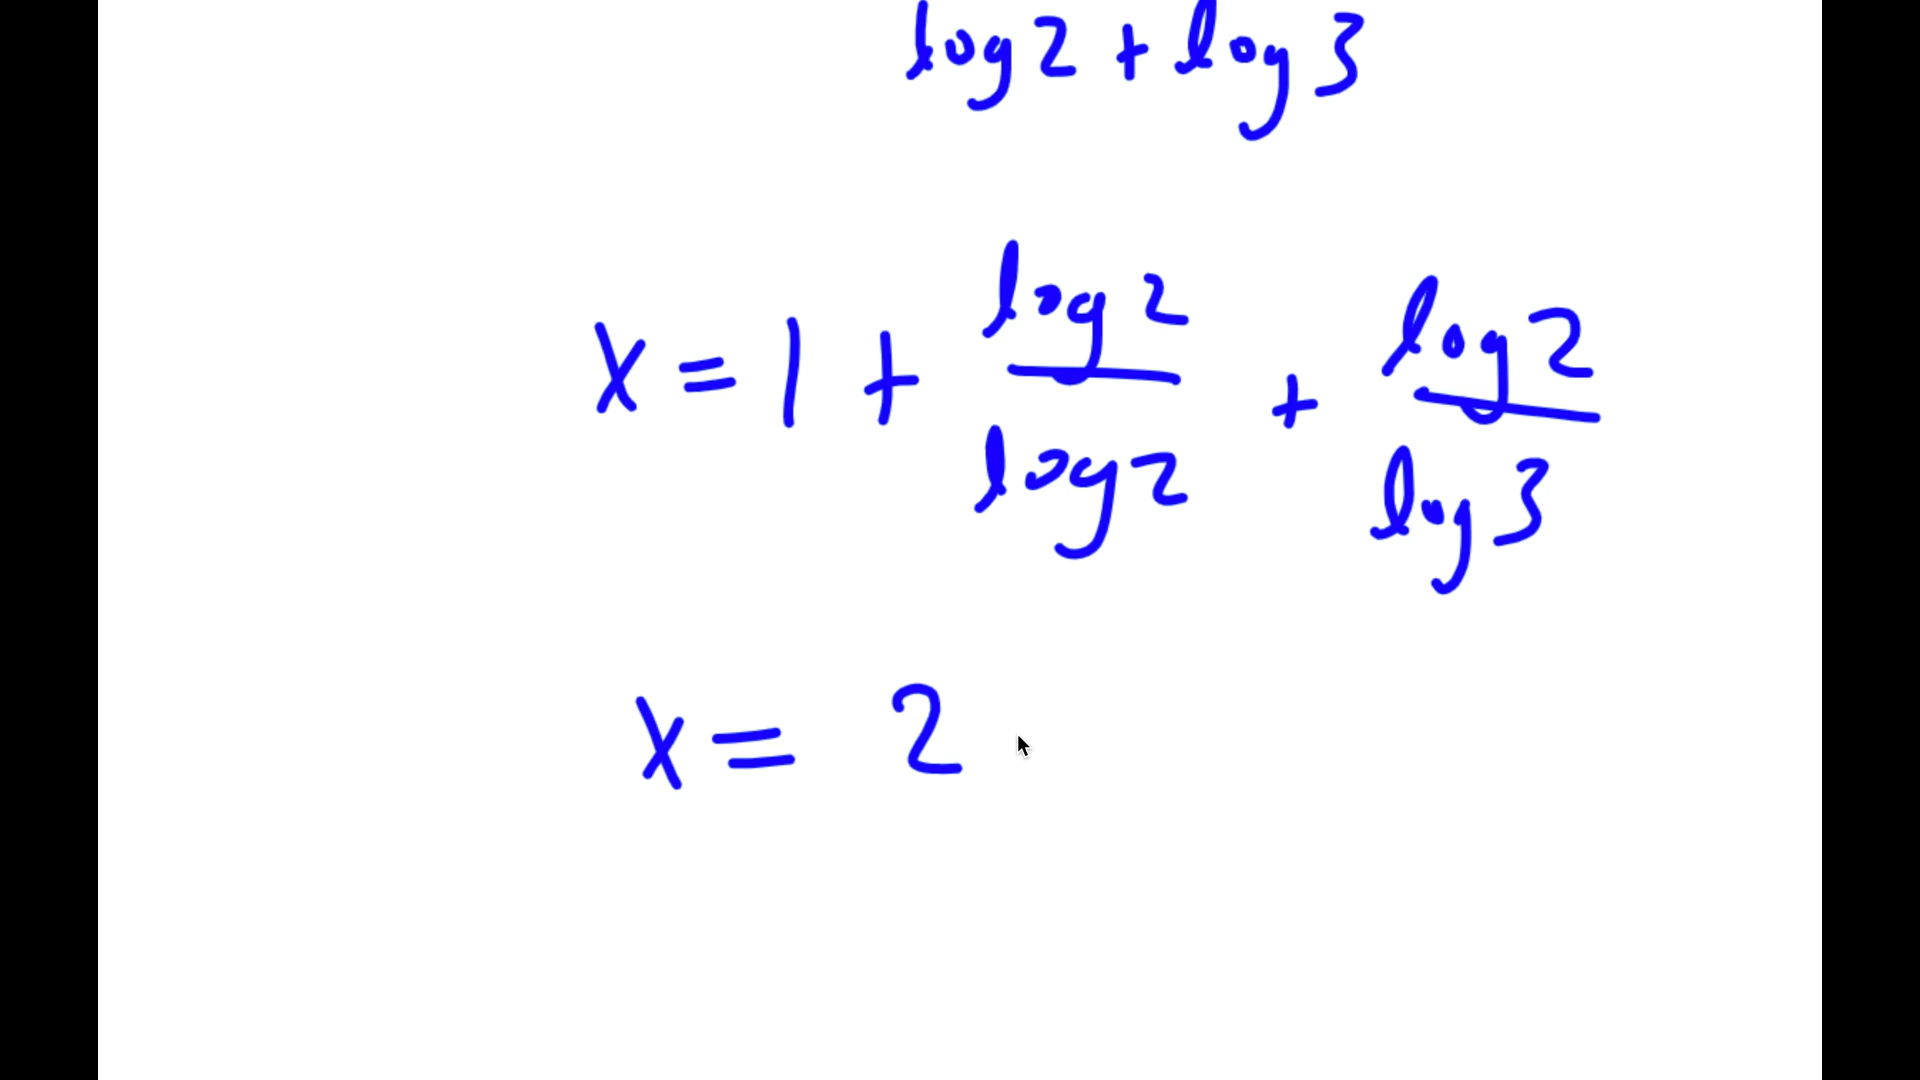 log 2 + log 3
x = 1 + log 2 / log 2 + log 2 / log 3
x = 2